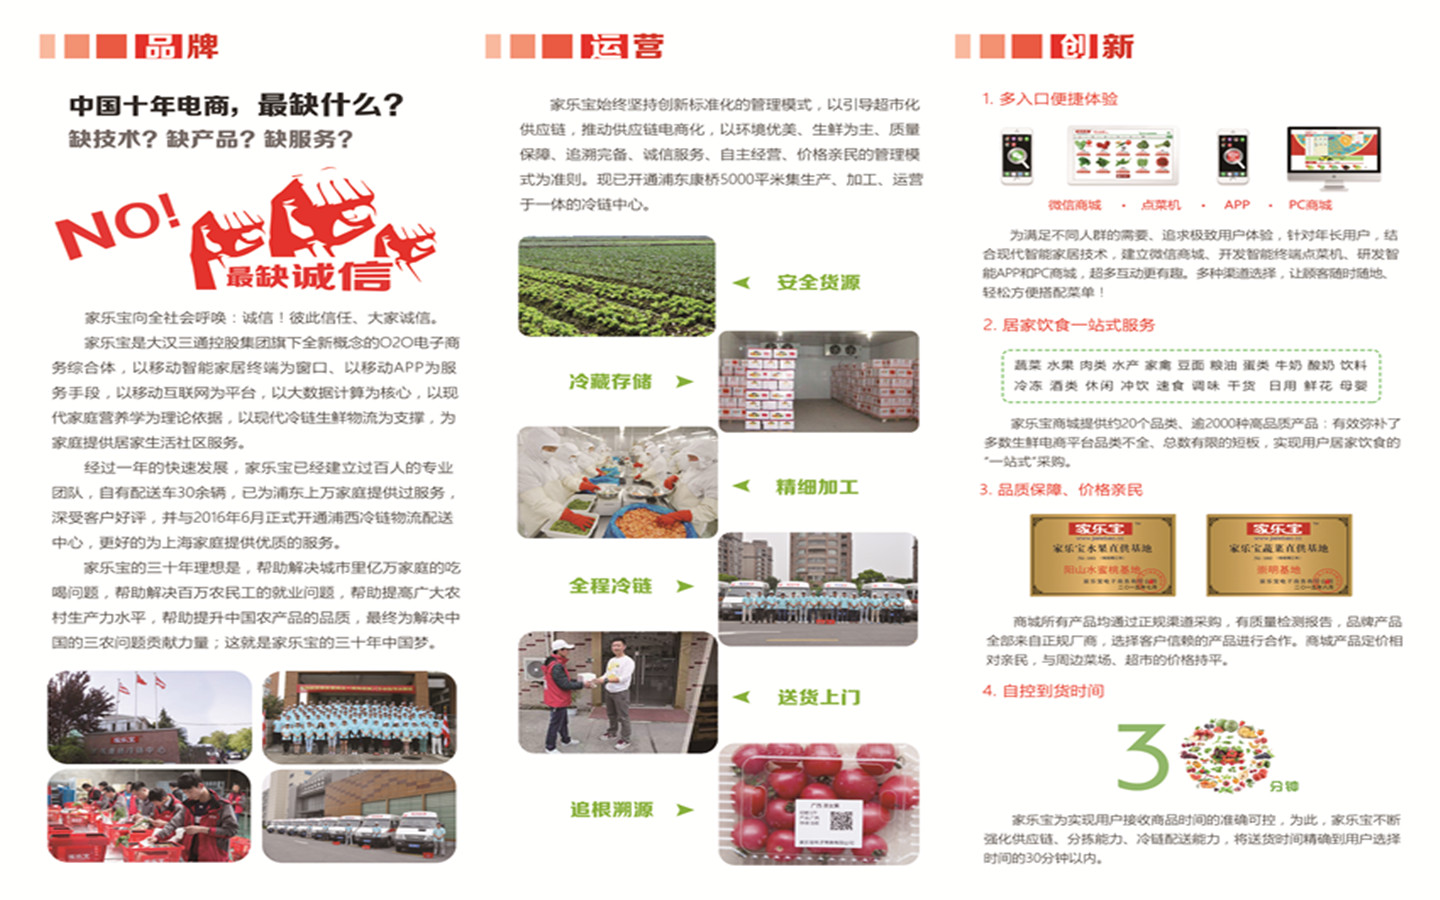 品牌
中国十年电商，最缺什么？
缺技术？缺产品？缺服务？
NO!
最缺诚信
家乐宝向全社会呼唤：诚信！彼此信任、大家诚信。
家乐宝是大汉三通控股集团旗下全新概念的O2O电子商
务综合体，以移动智能家居终端为窗口、以移动APP为服
务手段，以移动互联网为平台，以大数据计算为核心，以现
代家庭营养学为理论依据，以现代冷链生鲜物流为支撑，为
家庭提供居家生活社区服务。
经过一年的快速发展，家乐宝已经建立过百人的专业
团队，自有配送车30余辆，已为浦东上万家庭提供过服务，
深受客户好评，并与2016年6月正式开通浦西冷链物流配送
中心，更好的为上海家庭提供优质的服务。
家乐宝的三十年理想是，帮助解决城市里亿万家庭的吃
喝问题，帮助解决百万农民工的就业问题，帮助提高广大农
村生产力水平，帮助提升中国农产品的品质，最终为解决中
国的三农问题贡献力量；这就是家乐宝的三十年中国梦。
运营
家乐宝始终坚持创新标准化的管理模式，以引导超市化
供应链，推动供应链电商化，以环境优美、生鲜为主、质量
保障、追溯完备、诚信服务、自主经营、价格亲民的管理模
式为准则。现已开通浦东康桥5000平米集生产、加工、运营
于一体的冷链中心。
安全货源
冷藏存储
精细加工
全程冷链
送货上门
追根溯源
创新
1. 多入口便捷体验
微信商城 · 点菜机 · APP · PC商城
为满足不同人群的需要、追求极致用户体验，针对年长用户，结
合现代智能家居技术，建立微信商城、开发智能终端点菜机、研发智
能APP和PC商城，超多互动更有趣。多种渠道选择，让顾客随时随地、
轻松方便搭配菜单！
2. 居家饮食一站式服务
蔬菜 水果 肉类 水产 家禽 豆面 粮油 蛋类 牛奶 酸奶 饮料
冷冻 酒类 休闲 冲饮 速食 调味 干货 日用 鲜花 母婴
家乐宝商城提供约20个品类、逾2000种高品质产品：有效弥补了
多数生鲜电商平台品类不全、总数有限的短板，实现用户居家饮食的
“一站式”采购。
3. 品质保障、价格亲民
家乐宝
家乐宝水果直供基地
阳山水蜜桃基地
家乐宝
家乐宝蔬菜直供基地
崇明基地
商城所有产品均通过正规渠道采购，有质量检测报告，品牌产品
全部来自正规厂商，选择客户信赖的产品进行合作。商城产品定价相
对亲民，与周边菜场、超市的价格持平。
4. 自控到货时间
30分钟
家乐宝为实现用户接收商品时间的准确可控，为此，家乐宝不断
强化供应链、分拣能力、冷链配送能力，将送货时间精确到用户选择
时间的30分钟以内。